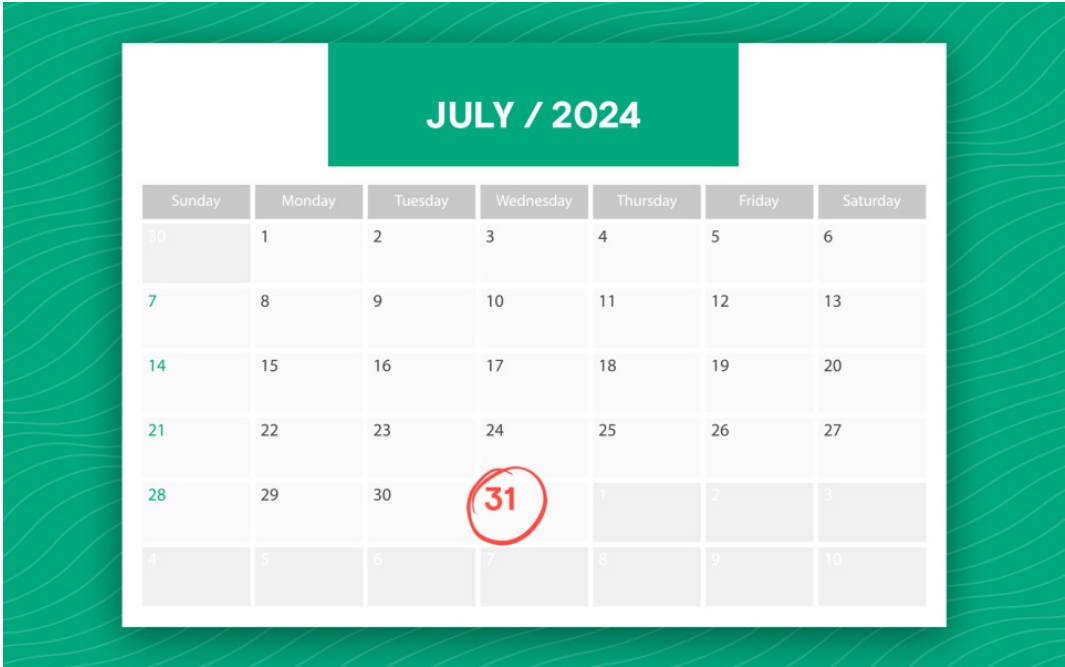 JULY / 2024
Sunday Monday Tuesday Wednesday Thursday Friday Saturday
30 1 2 3 4 5 6
7 8 9 10 11 12 13
14 15 16 17 18 19 20
21 22 23 24 25 26 27
28 29 30 31 1 2 3
4 5 6 7 8 9 10